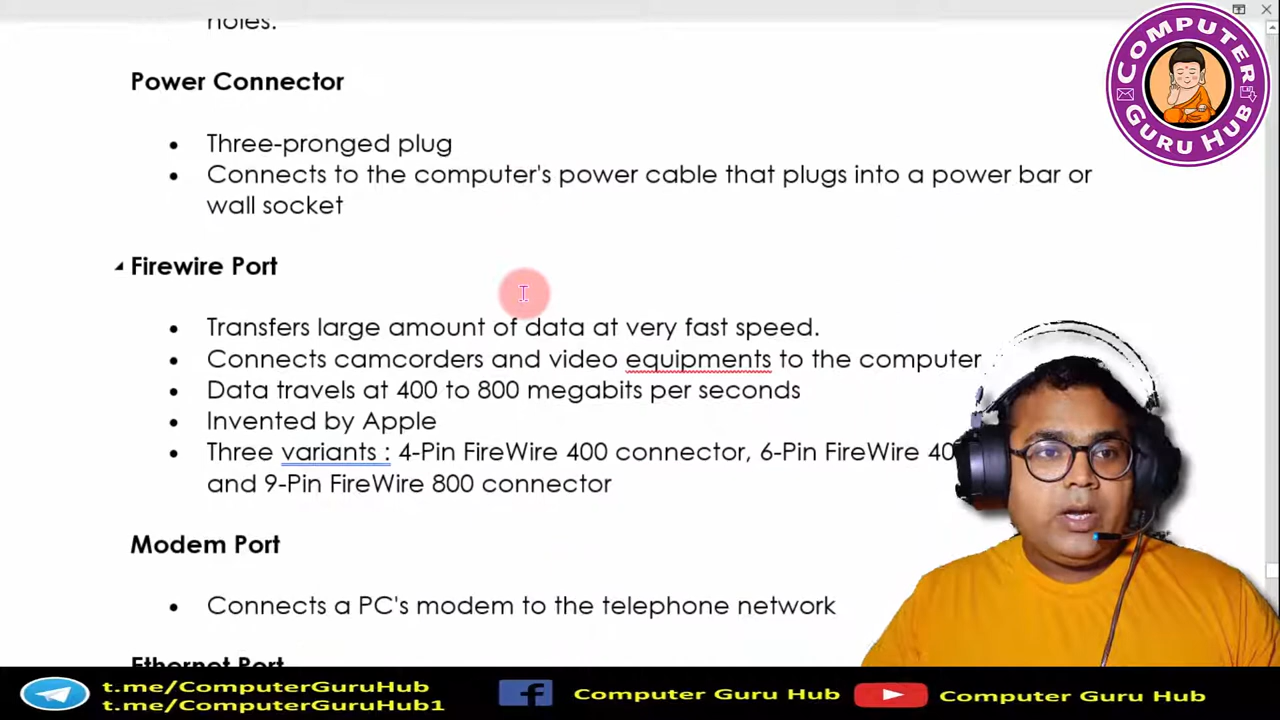 holes.
COMPUTER
GURU HUB
Power Connector
• Three-pronged plug
• Connects to the computer's power cable that plugs into a power bar or
wall socket
Firewire Port
• Transfers large amount of data at very fast speed.
• Connects camcorders and video equipments to the computer
• Data travels at 400 to 800 megabits per seconds
• Invented by Apple
• Three variants : 4-Pin FireWire 400 connector, 6-Pin FireWire 40
and 9-Pin FireWire 800 connector
Modem Port
• Connects a PC's modem to the telephone network
Ethernet Port
t.me/ComputerGuruHub
t.me/ComputerGuruHub1
Computer Guru Hub
Computer Guru Hub